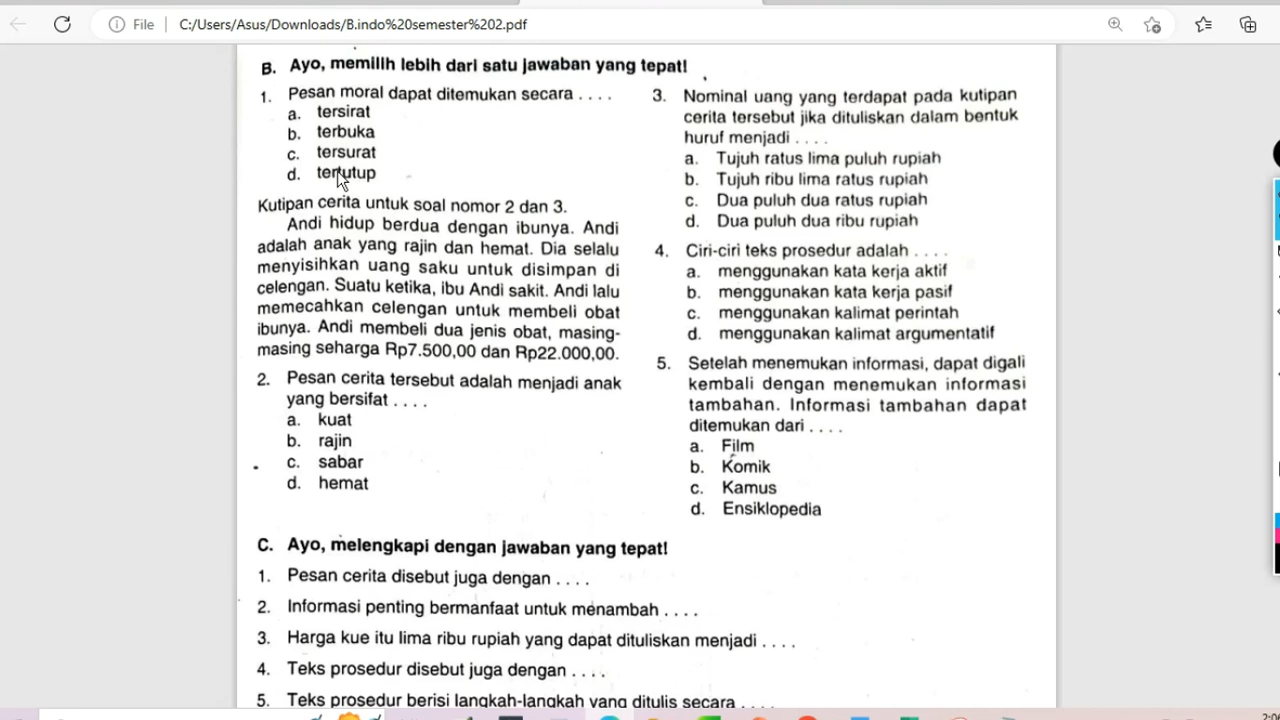 File
C:/Users/Asus/Downloads/B.indo%20semester%202.pdf
B. Ayo, memilih lebih dari satu jawaban yang tepat!
1. Pesan moral dapat ditemukan secara . . . .
a. tersirat
b. terbuka
c. tersurat
d. tertutup
Kutipan cerita untuk soal nomor 2 dan 3.
Andi hidup berdua dengan ibunya. Andi
adalah anak yang rajin dan hemat. Dia selalu
menyisihkan uang saku untuk disimpan di
celengan. Suatu ketika, ibu Andi sakit. Andi lalu
memecahkan celengan untuk membeli obat
ibunya. Andi membeli dua jenis obat, masing-
masing seharga Rp7.500,00 dan Rp22.000,00.
2. Pesan cerita tersebut adalah menjadi anak
yang bersifat . . . .
a. kuat
b. rajin
c. sabar
d. hemat
3. Nominal uang yang terdapat pada kutipan
cerita tersebut jika dituliskan dalam bentuk
huruf menjadi . . . .
a. Tujuh ratus lima puluh rupiah
b. Tujuh ribu lima ratus rupiah
c. Dua puluh dua ratus rupiah
d. Dua puluh dua ribu rupiah
4. Ciri-ciri teks prosedur adalah . . . .
a. menggunakan kata kerja aktif
b. menggunakan kata kerja pasif
c. menggunakan kalimat perintah
d. menggunakan kalimat argumentatif
5. Setelah menemukan informasi, dapat digali
kembali dengan menemukan informasi
tambahan. Informasi tambahan dapat
ditemukan dari . . . .
a. Film
b. Komik
c. Kamus
d. Ensiklopedia
C. Ayo, melengkapi dengan jawaban yang tepat!
1. Pesan cerita disebut juga dengan . . . .
2. Informasi penting bermanfaat untuk menambah . . . .
3. Harga kue itu lima ribu rupiah yang dapat dituliskan menjadi . . . .
4. Teks prosedur disebut juga dengan . . . .
5. Teks prosedur berisi langkah-langkah yang ditulis secara . . . .